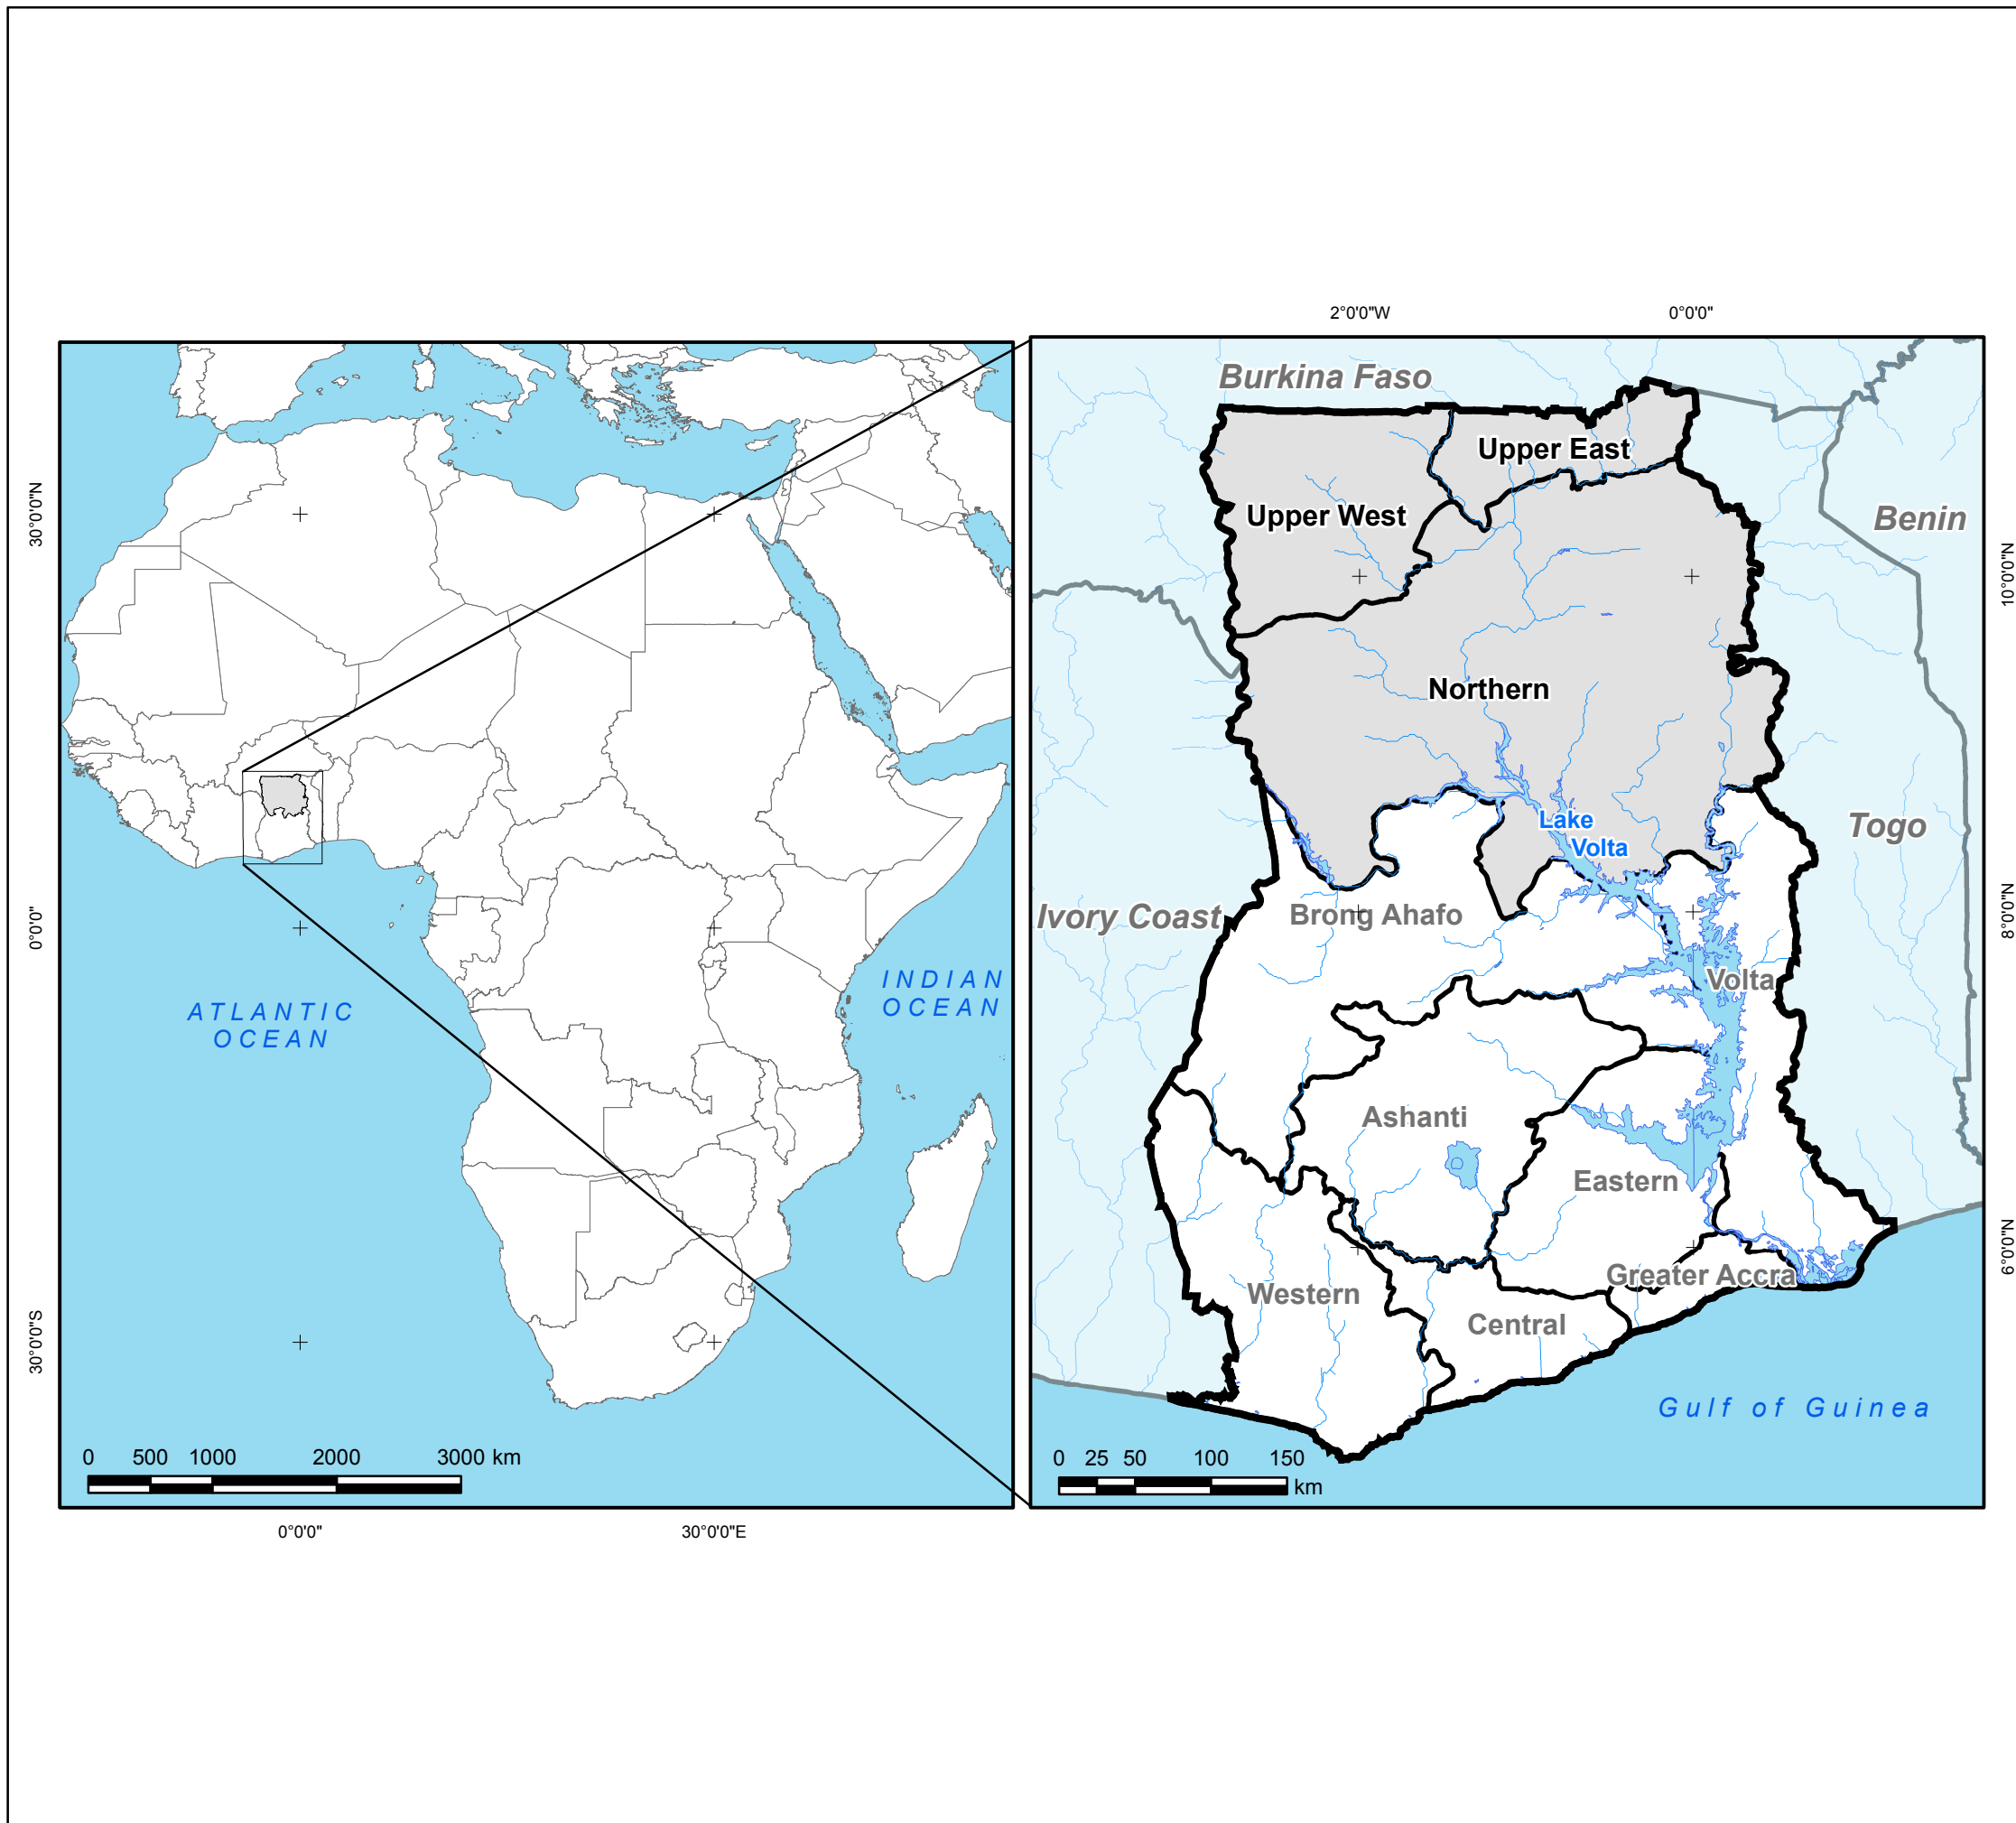 30°0'0"N
0°0'0"
30°0'0"S
ATLANTIC
OCEAN
INDIAN
OCEAN
0 500 1000 2000 3000 km
0°0'0" 30°0'0"E
2°0'0"W 0°0'0"
Burkina Faso
Upper East
Upper West
Benin
Northern
Lake
Volta
Togo
Ivory Coast
Brong Ahafo
Volta
Ashanti
Eastern
Greater Accra
Western
Central
Gulf of Guinea
0 25 50 100 150
km
10°0'0"N
8°0'0"N
6°0'0"N